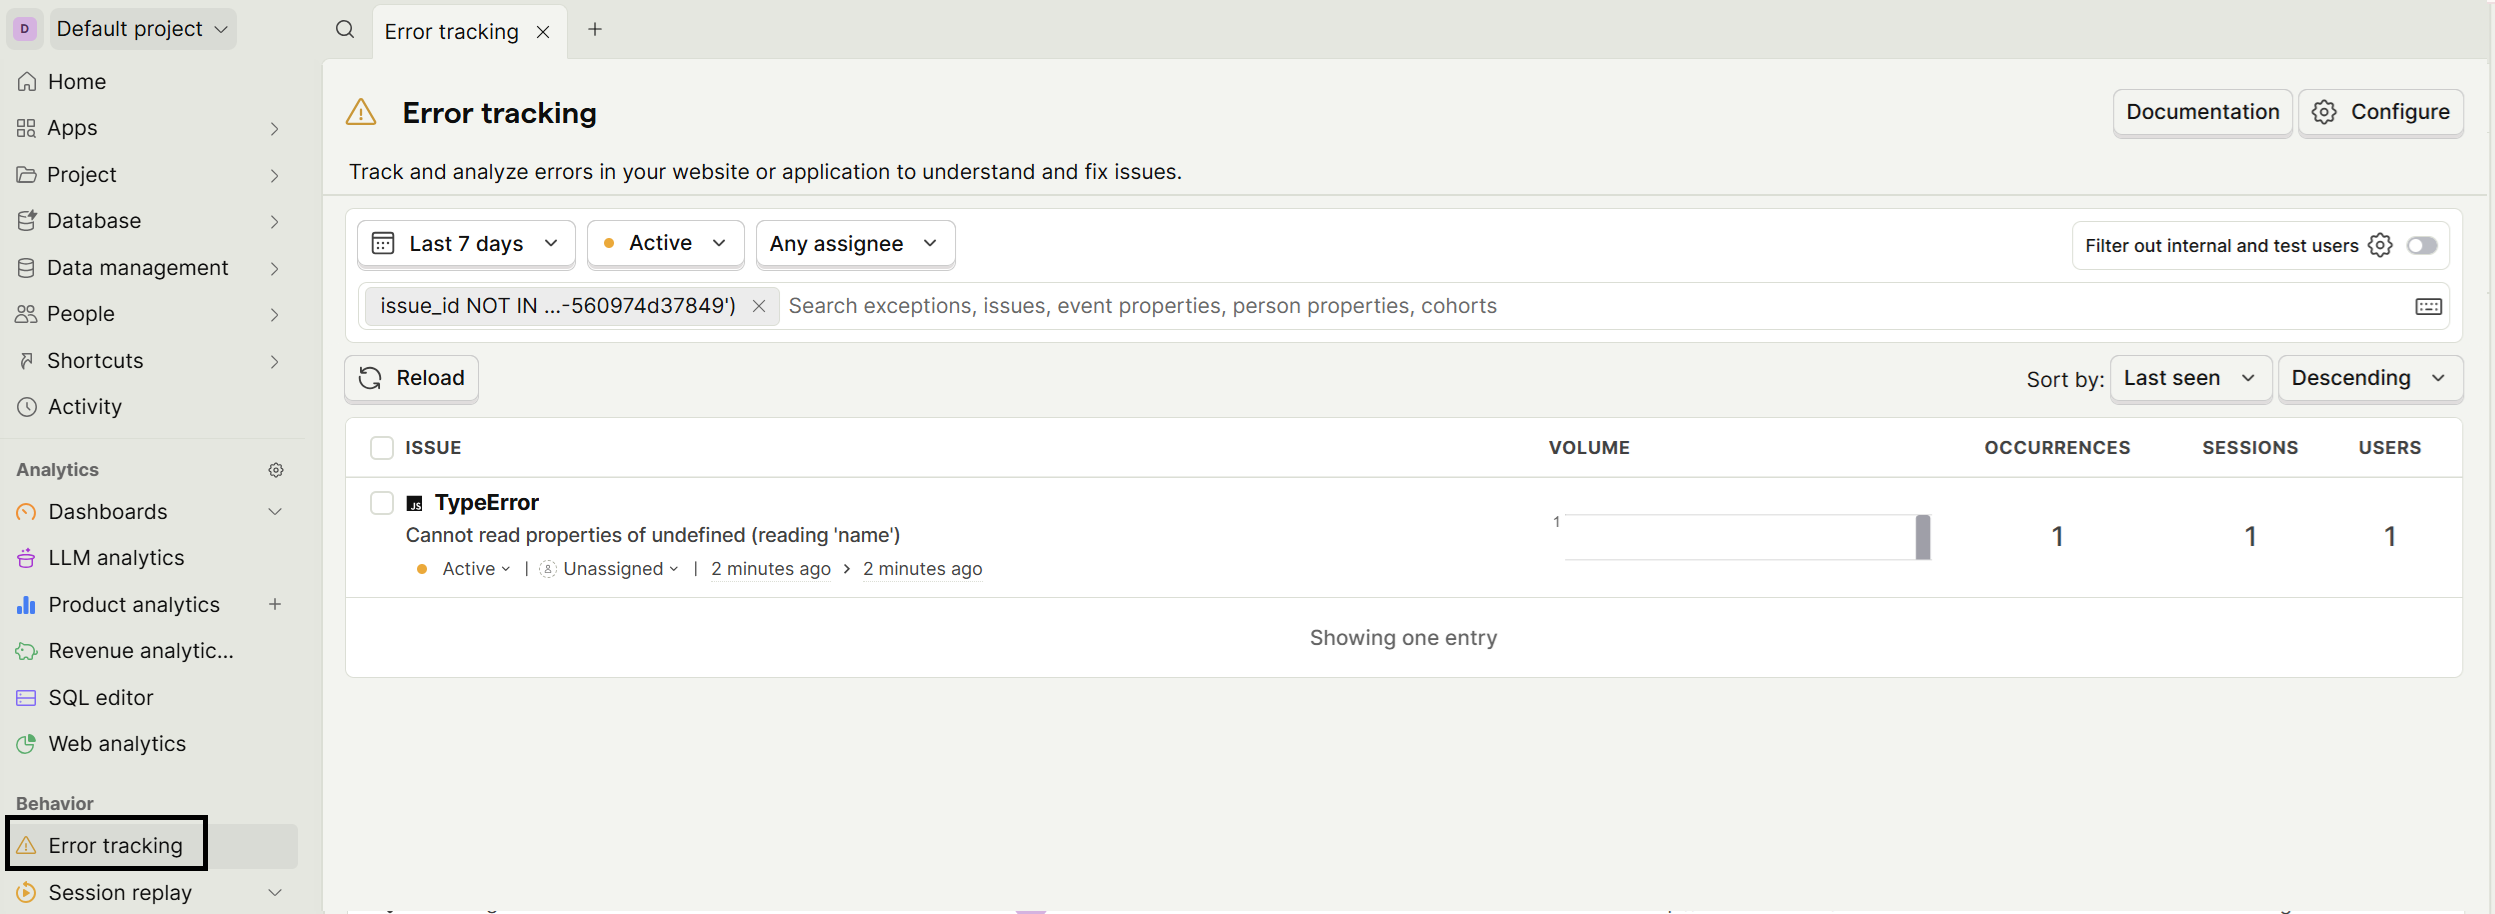 D
Default project
Home
Apps
Project
Database
Data management
People
Shortcuts
Activity
Analytics
Dashboards
LLM analytics
Product analytics
Revenue analytic...
SQL editor
Web analytics
Behavior
Error tracking
Session replay
Error tracking
Error tracking
Documentation
Configure
Track and analyze errors in your website or application to understand and fix issues.
Last 7 days
Active
Any assignee
Filter out internal and test users
issue_id NOT IN ...-560974d37849')
Search exceptions, issues, event properties, person properties, cohorts
Reload
Sort by:
Last seen
Descending
ISSUE VOLUME OCCURRENCES SESSIONS USERS
JS TypeError
Cannot read properties of undefined (reading 'name')
Active | Unassigned | 2 minutes ago > 2 minutes ago
1
1 1 1
Showing one entry